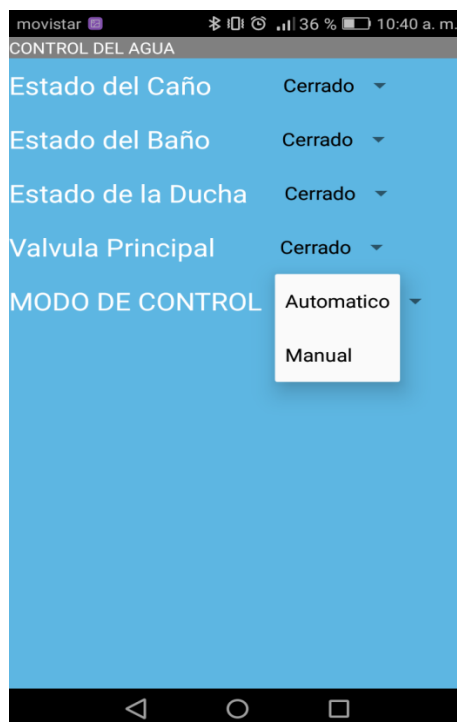 movistar 36 % 10:40 a. m.
CONTROL DEL AGUA
Estado del Caño Cerrado
Estado del Baño Cerrado
Estado de la Ducha Cerrado
Valvula Principal Cerrado
MODO DE CONTROL Automatico
Manual